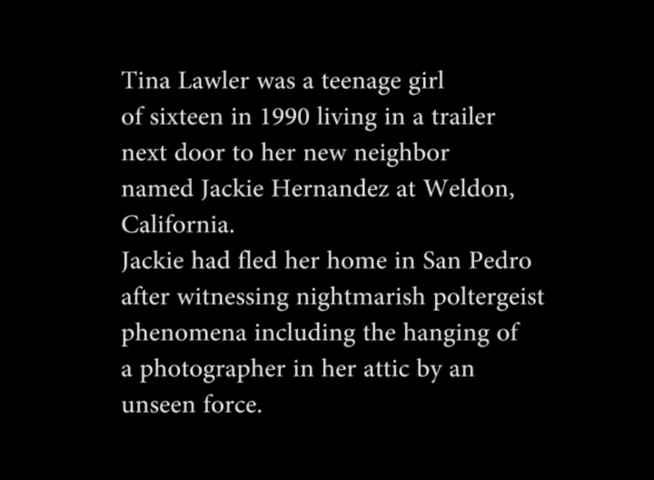 Tina Lawler was a teenage girl
of sixteen in 1990 living in a trailer
next door to her new neighbor
named Jackie Hernandez at Weldon,
California.
Jackie had fled her home in San Pedro
after witnessing nightmarish poltergeist
phenomena including the hanging of
a photographer in her attic by an
unseen force.